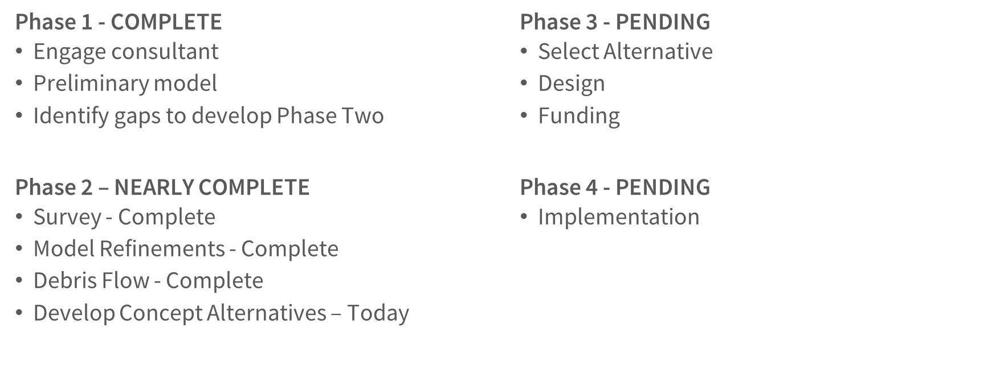 Phase 1 - COMPLETE
• Engage consultant
• Preliminary model
• Identify gaps to develop Phase Two
Phase 2 – NEARLY COMPLETE
• Survey - Complete
• Model Refinements - Complete
• Debris Flow - Complete
• Develop Concept Alternatives – Today
Phase 3 - PENDING
• Select Alternative
• Design
• Funding
Phase 4 - PENDING
• Implementation